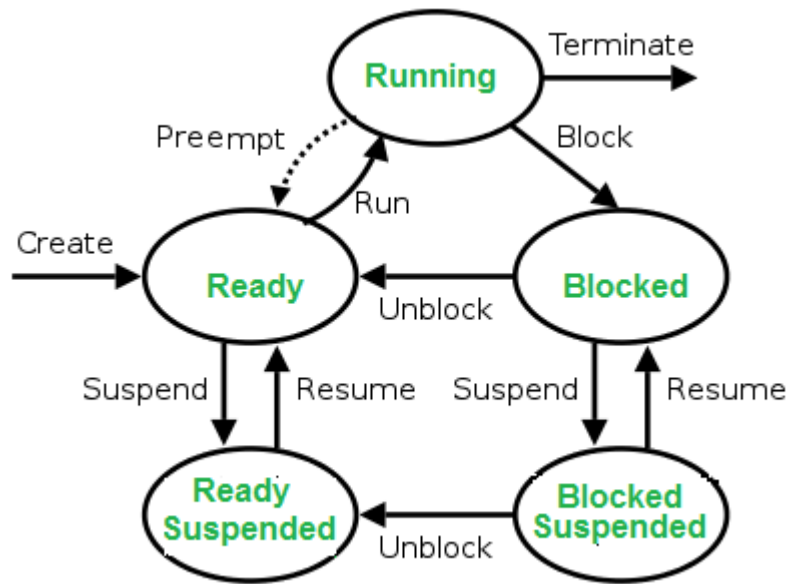 Terminate
Running
Preempt
Block
Run
Create
Ready
Blocked
Unblock
Suspend
Resume
Suspend
Resume
Ready
Suspended
Blocked
Suspended
Unblock